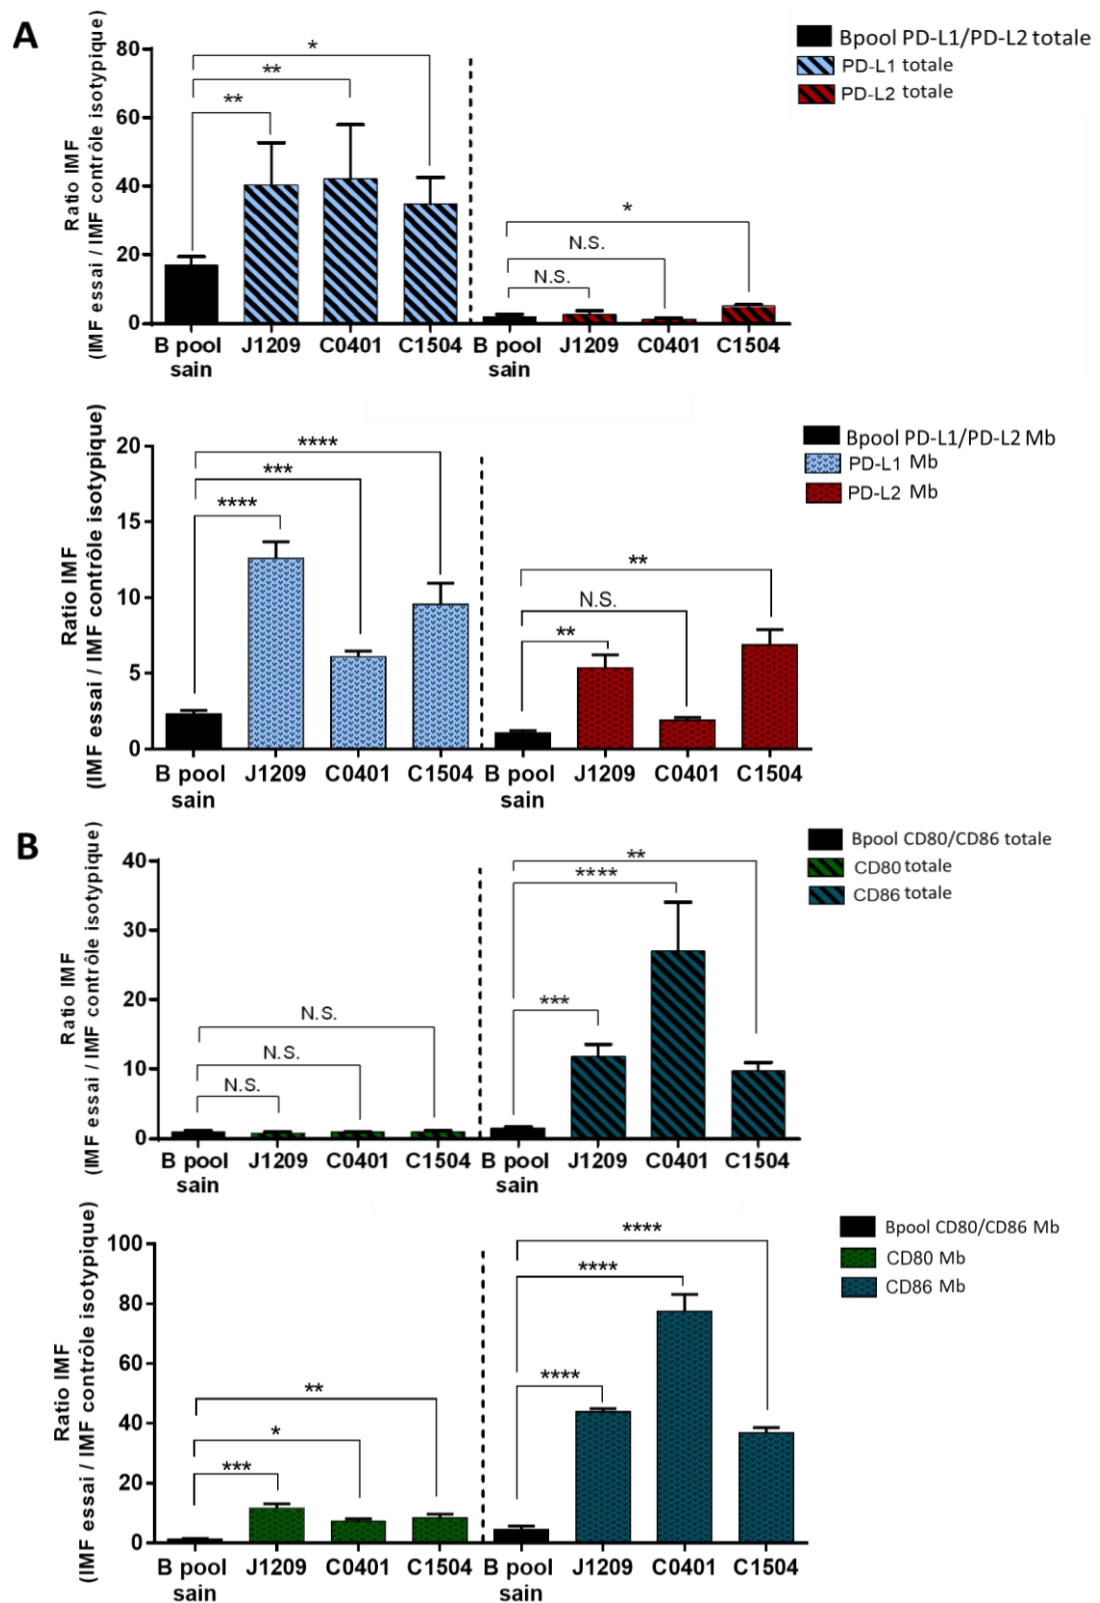 A
Ratio IMF
(IMF essai / IMF contrôle isotypique)
80
60
40
20
0
*
**
**
*
N.S.
N.S.
B pool
sain
J1209
C0401
C1504
B pool
sain
J1209
C0401
C1504
Bpool PD-L1/PD-L2 totale
PD-L1 totale
PD-L2 totale
Ratio IMF
(IMF essai / IMF contrôle isotypique)
20
15
10
5
0
****
***
****
**
N.S.
**
B pool
sain
J1209
C0401
C1504
B pool
sain
J1209
C0401
C1504
Bpool PD-L1/PD-L2 Mb
PD-L1 Mb
PD-L2 Mb
B
Ratio IMF
(IMF essai / IMF contrôle isotypique)
40
30
20
10
0
N.S.
N.S.
N.S.
**
****
***
B pool
sain
J1209
C0401
C1504
B pool
sain
J1209
C0401
C1504
Bpool CD80/CD86 totale
CD80 totale
CD86 totale
Ratio IMF
(IMF essai / IMF contrôle isotypique)
100
80
60
40
20
0
**
*
***
****
****
****
B pool
sain
J1209
C0401
C1504
B pool
sain
J1209
C0401
C1504
Bpool CD80/CD86 Mb
CD80 Mb
CD86 Mb